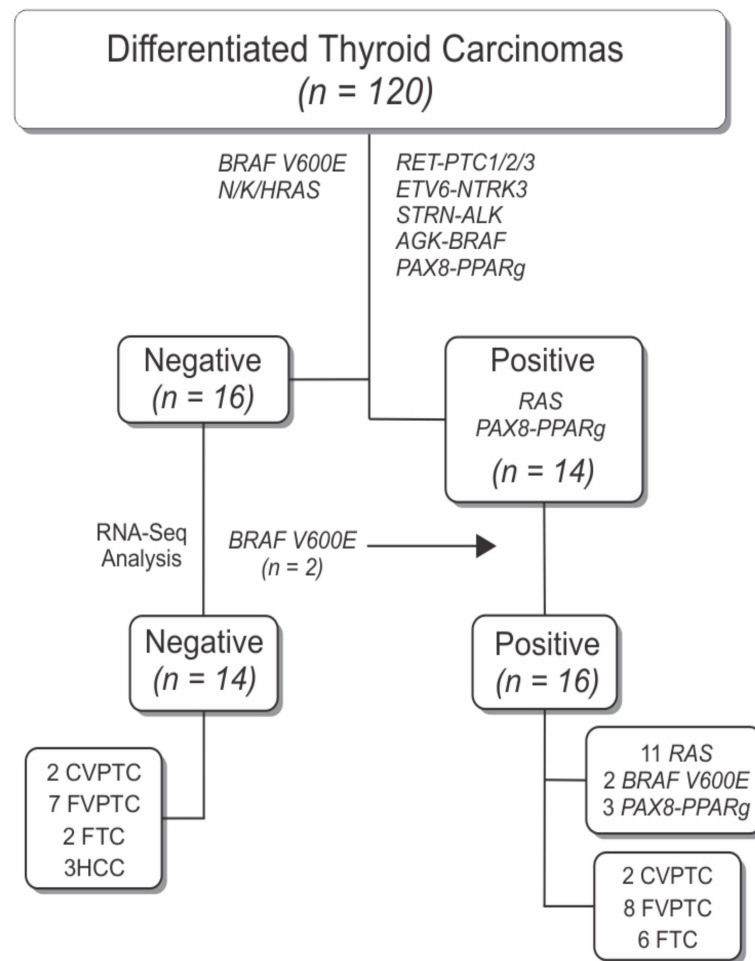 Differentiated Thyroid Carcinomas
(n = 120)
BRAF V600E
N/K/HRAS
RET-PTC1/2/3
ETV6-NTRK3
STRN-ALK
AGK-BRAF
PAX8-PPARg
Negative
(n = 16)
Positive
RAS
PAX8-PPARg
(n = 14)
RNA-Seq
Analysis
BRAF V600E
(n = 2)
Negative
(n = 14)
Positive
(n = 16)
2 CVPTC
7 FVPTC
2 FTC
3HCC
11 RAS
2 BRAF V600E
3 PAX8-PPARg
2 CVPTC
8 FVPTC
6 FTC